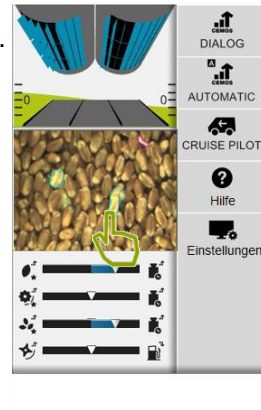 .
CEMOS
DIALOG
A
CEMOS
AUTOMATIC
0
0
CRUISE PILOT
?
Hilfe
Einstellungen